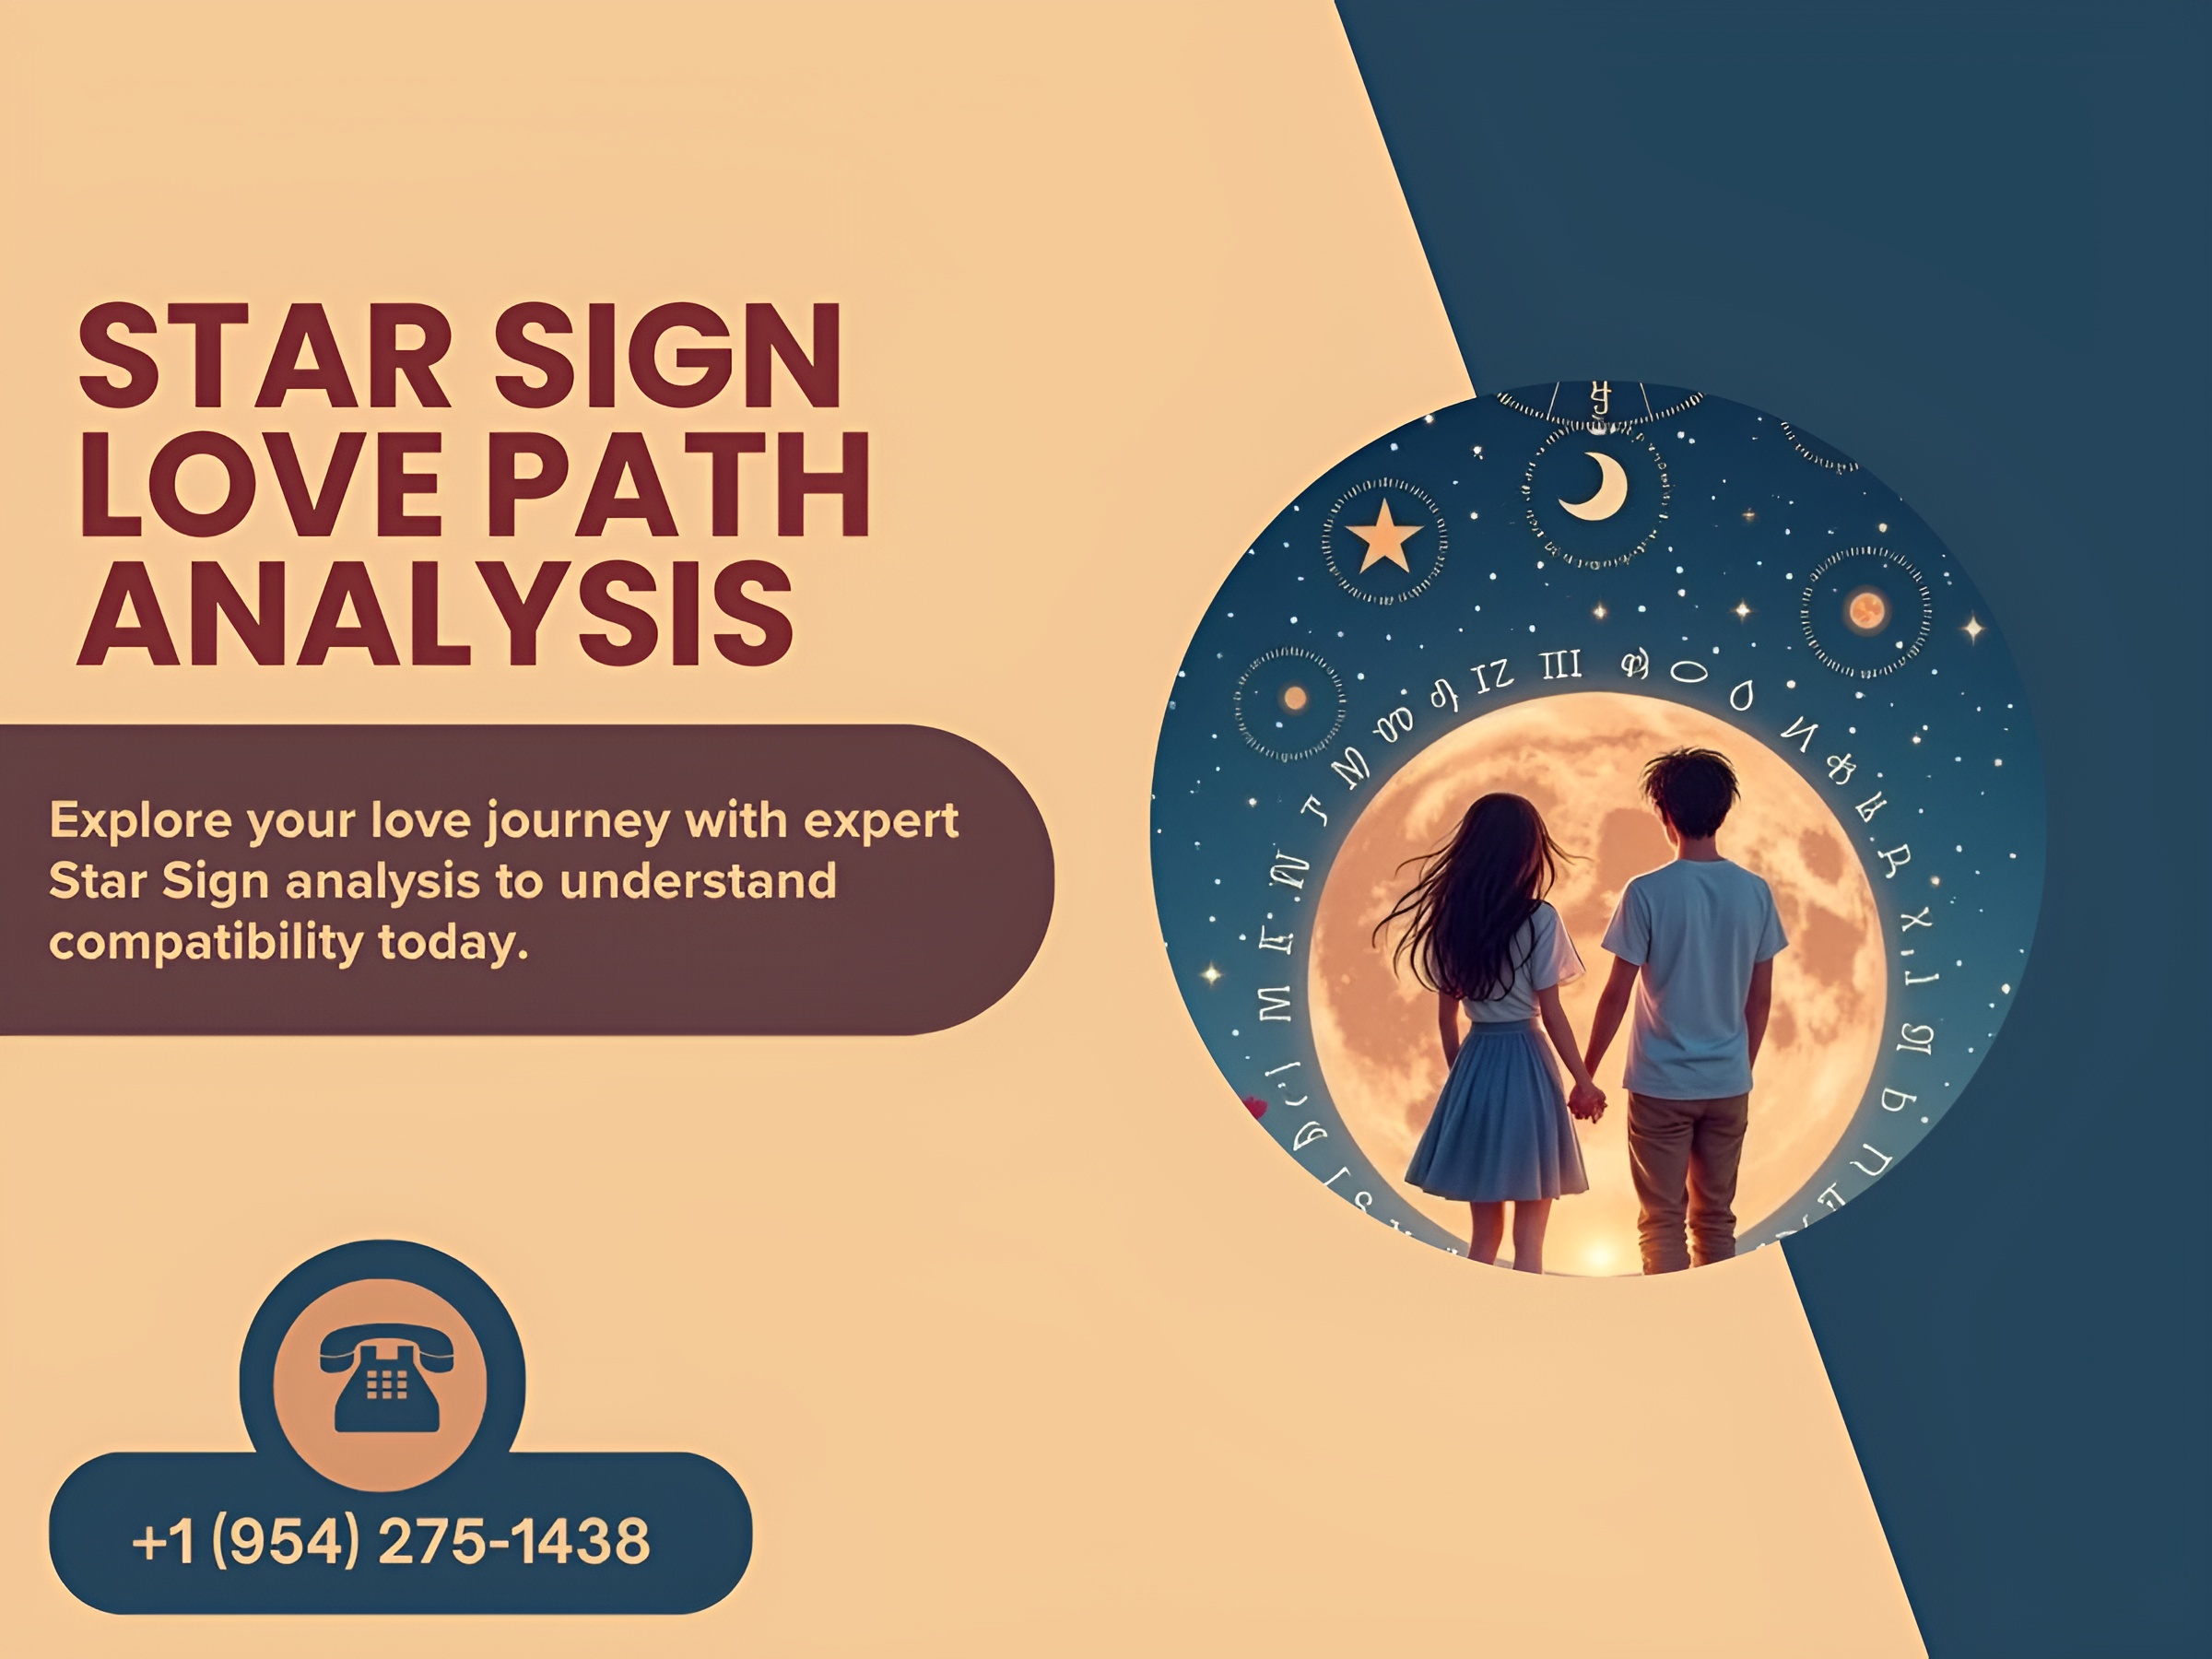 STAR SIGN
LOVE PATH
ANALYSIS
Explore your love journey with expert
Star Sign analysis to understand
compatibility today.
+1 (954) 275-1438